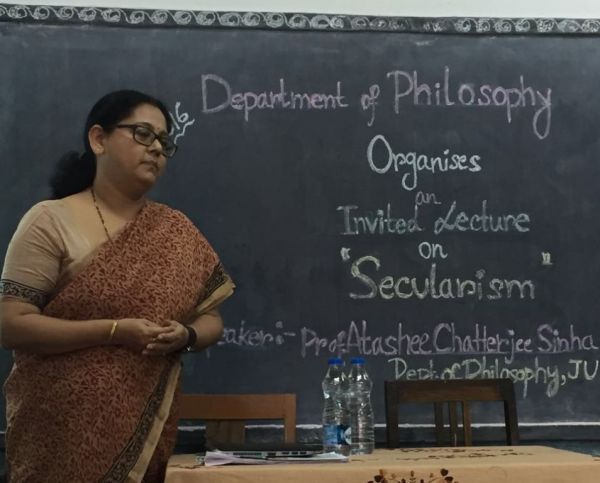 Department of Philosophy
Organises
an
Invited Lecture
on
"Secularism"
Prof Atashee Chatterjee Sinha
Dept of Philosophy, JU